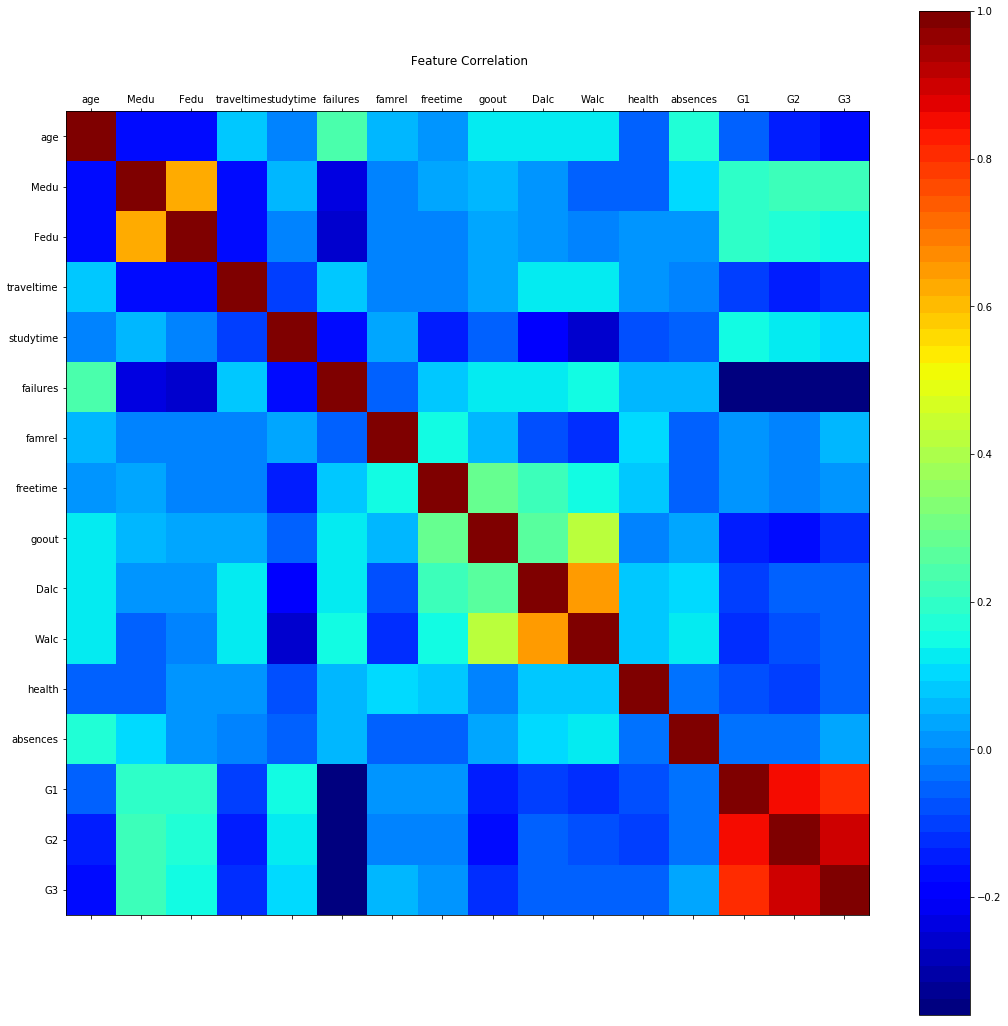 Feature Correlation
age Medu Fedu traveltime studytime failures famrel freetime goout Dalc Walc health absences G1 G2 G3
age
Medu
Fedu
traveltime
studytime
failures
famrel
freetime
goout
Dalc
Walc
health
absences
G1
G2
G3
1.0
0.8
0.6
0.4
0.2
0.0
−0.2